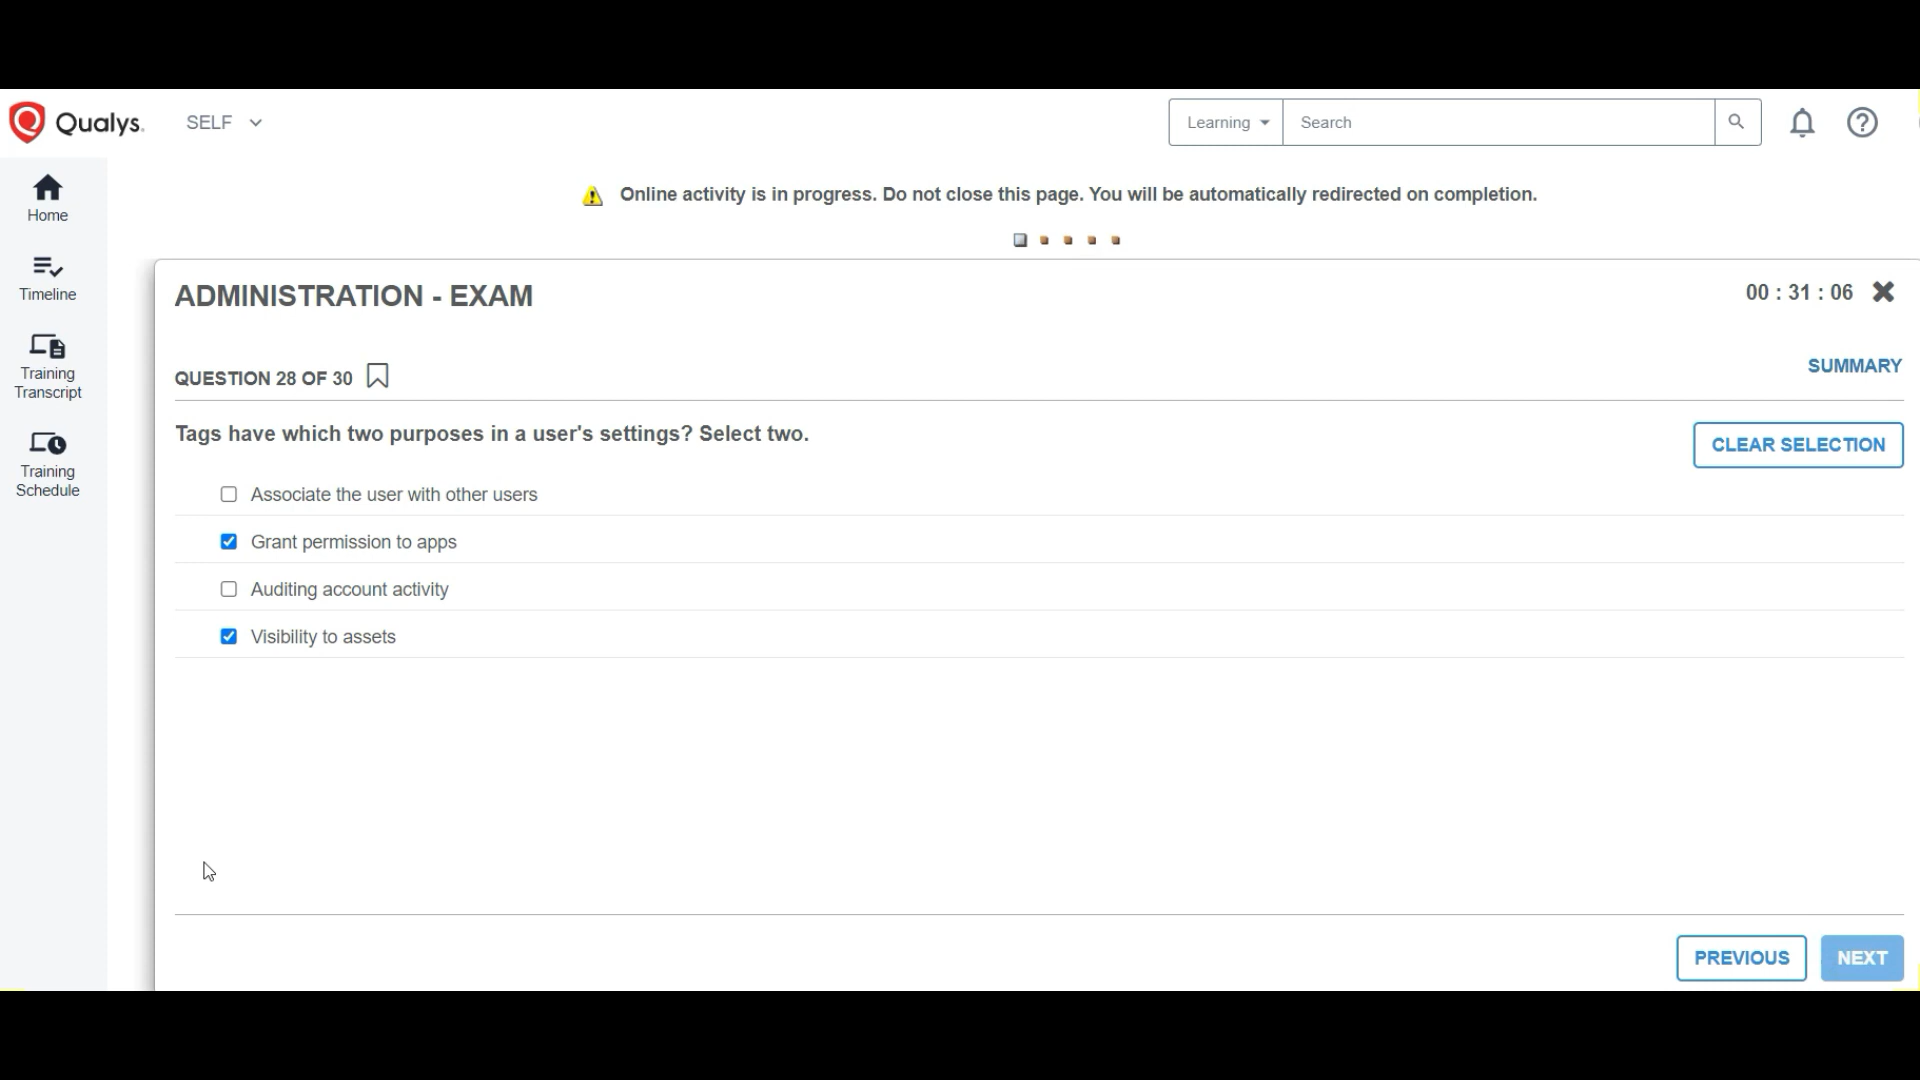 Qualys.
SELF
Learning
Search
Online activity is in progress. Do not close this page. You will be automatically redirected on completion.
Home
Timeline
Training
Transcript
Training
Schedule
ADMINISTRATION - EXAM
00 : 31 : 06
QUESTION 28 OF 30
SUMMARY
Tags have which two purposes in a user's settings? Select two.
CLEAR SELECTION
Associate the user with other users
Grant permission to apps
Auditing account activity
Visibility to assets
PREVIOUS
NEXT